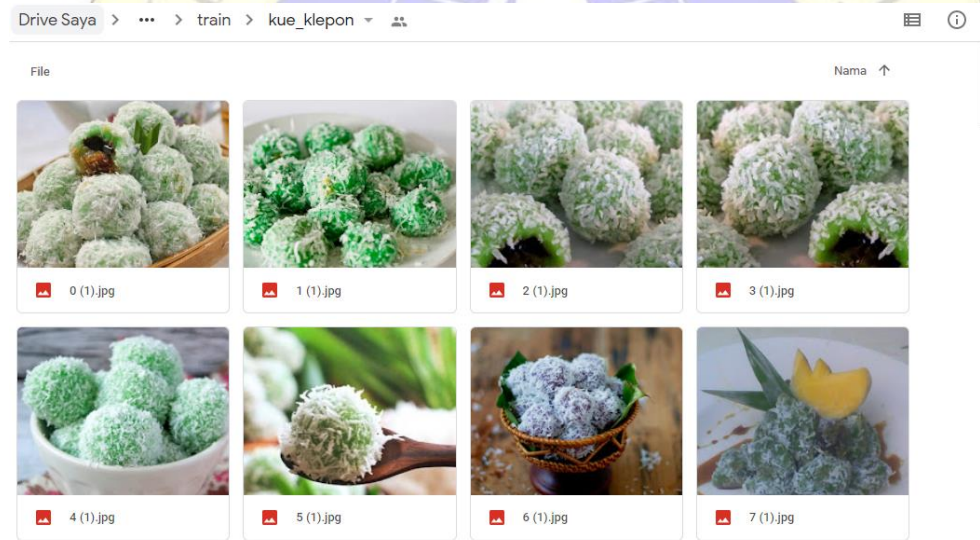 Drive Saya > ... > train > kue_klepon
File Nama
0 (1).jpg 1 (1).jpg 2 (1).jpg 3 (1).jpg
4 (1).jpg 5 (1).jpg 6 (1).jpg 7 (1).jpg